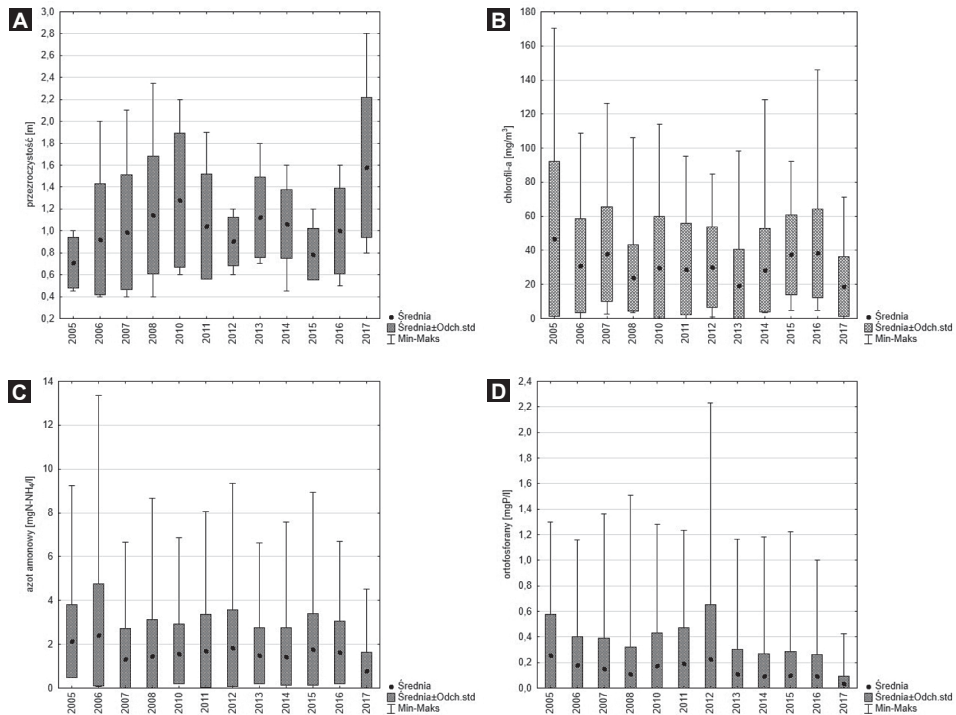 A
3,0
2,8
2,6
2,4
2,2
2,0
1,8
1,6
1,4
1,2
1,0
0,8
0,6
0,4
0,2
przezroczystość [m]
2005 2006 2007 2008 2010 2011 2012 2013 2014 2015 2016 2017
Średnia
Średnia±Odch.std
Min-Maks
B
180
160
140
120
100
80
60
40
20
0
chlorofil-a [mg/m³]
2005 2006 2007 2008 2010 2011 2012 2013 2014 2015 2016 2017
Średnia
Średnia±Odch.std
Min-Maks
C
14
12
10
8
6
4
2
0
azot amonowy [mgN-NH₄/l]
2005 2006 2007 2008 2010 2011 2012 2013 2014 2015 2016 2017
Średnia
Średnia±Odch.std
Min-Maks
D
2,4
2,2
2,0
1,8
1,6
1,4
1,2
1,0
0,8
0,6
0,4
0,2
0,0
ortofosforany [mgP/l]
2005 2006 2007 2008 2010 2011 2012 2013 2014 2015 2016 2017
Średnia
Średnia±Odch.std
Min-Maks